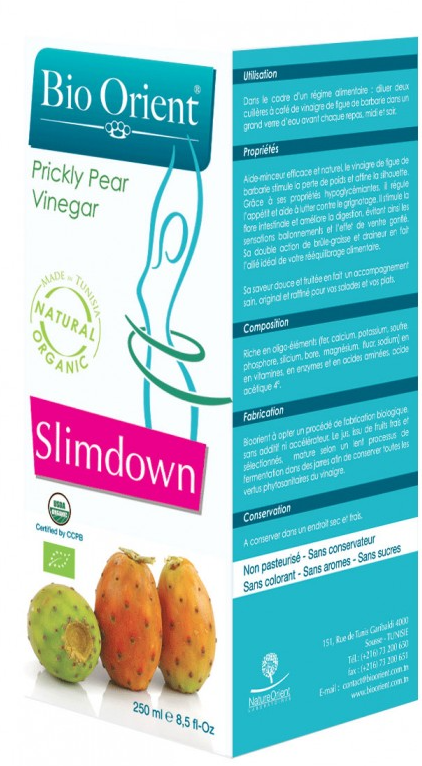 Bio Orient®
Prickly Pear
Vinegar
MADE IN TUNISIA
NATURAL
ORGANIC
Slimdown
USDA
ORGANIC
Certified by CCPB
250 ml e 8,5 fl-Oz
Utilisation
Dans le cadre d'un régime alimentaire : diluer deux
cuillères à café de vinaigre de figue de barbarie dans un
grand verre d'eau avant chaque repas, midi et soir.
Propriétés
Aide-minceur efficace et naturel, le vinaigre de figue de
barbarie stimule la perte de poids et affine la silhouette.
Grâce à ses propriétés hypoglycémiantes, il régule
l'appétit et aide à lutter contre le grignotage. Il stimule la
flore intestinale et améliore la digestion, évitant ainsi les
sensations ballonnements et l'effet de ventre gonflé.
Sa double action de brûle-graisse et draineur en fait
l'allié idéal de votre rééquilibrage alimentaire.
Sa saveur douce et fruitée en fait un accompagnement
sain, original et raffiné pour vos salades et vos plats.
Composition
Riche en oligo-éléments (fer, calcium, potassium, soufre,
phosphore, silicium, bore, magnésium, fluor, sodium) en
en vitamines, en enzymes et en acides aminées, acide
acétique 4°.
Fabrication
Bioorient à opter un procédé de fabrication biologique,
sans additif ni accélérateur. Le jus, issu de fruits frais et
sélectionnés, mature selon un lent processus de
fermentation dans des jarres afin de conserver toutes les
vertus phytosanitaires du vinaigre.
Conservation
A conserver dans un endroit sec et frais.
Non pasteurisé - Sans conservateur
Sans colorant - Sans aromes - Sans sucres
151, Rue de Tunis Garibaldi 4000
Sousse - TUNISIE
Tél.: (+216) 73 200 650
fax : (+216) 73 200 651
E-mail : contact@bioorient.com.tn
www.bioorient.com.tn
NatureOrient
LABORATOIRE